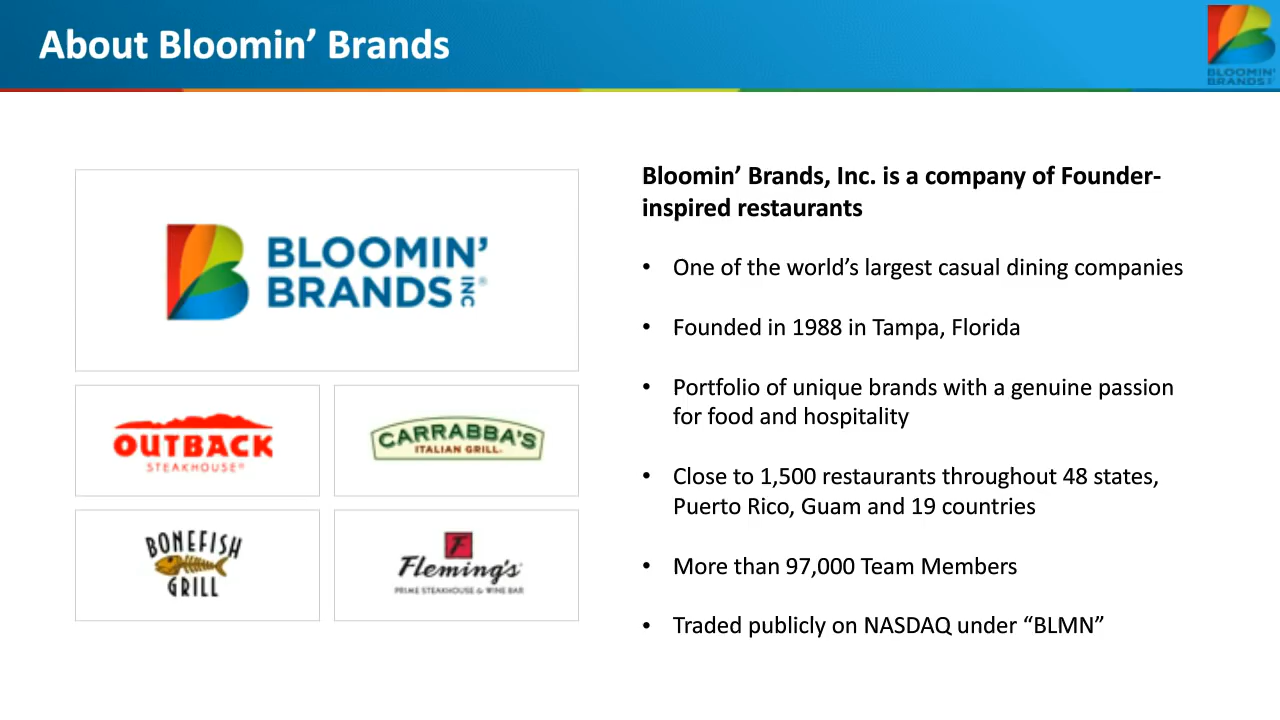 About Bloomin’ Brands
BLOOMIN’
BRANDS INC
BLOOMIN’
BRANDS INC®
OUTBACK
STEAKHOUSE®
CARRABBA'S
ITALIAN GRILL
BONEFISH
GRILL
F
Fleming's
PRIME STEAKHOUSE & WINE BAR
Bloomin’ Brands, Inc. is a company of Founder-
inspired restaurants
• One of the world’s largest casual dining companies
• Founded in 1988 in Tampa, Florida
• Portfolio of unique brands with a genuine passion
for food and hospitality
• Close to 1,500 restaurants throughout 48 states,
Puerto Rico, Guam and 19 countries
• More than 97,000 Team Members
• Traded publicly on NASDAQ under “BLMN”